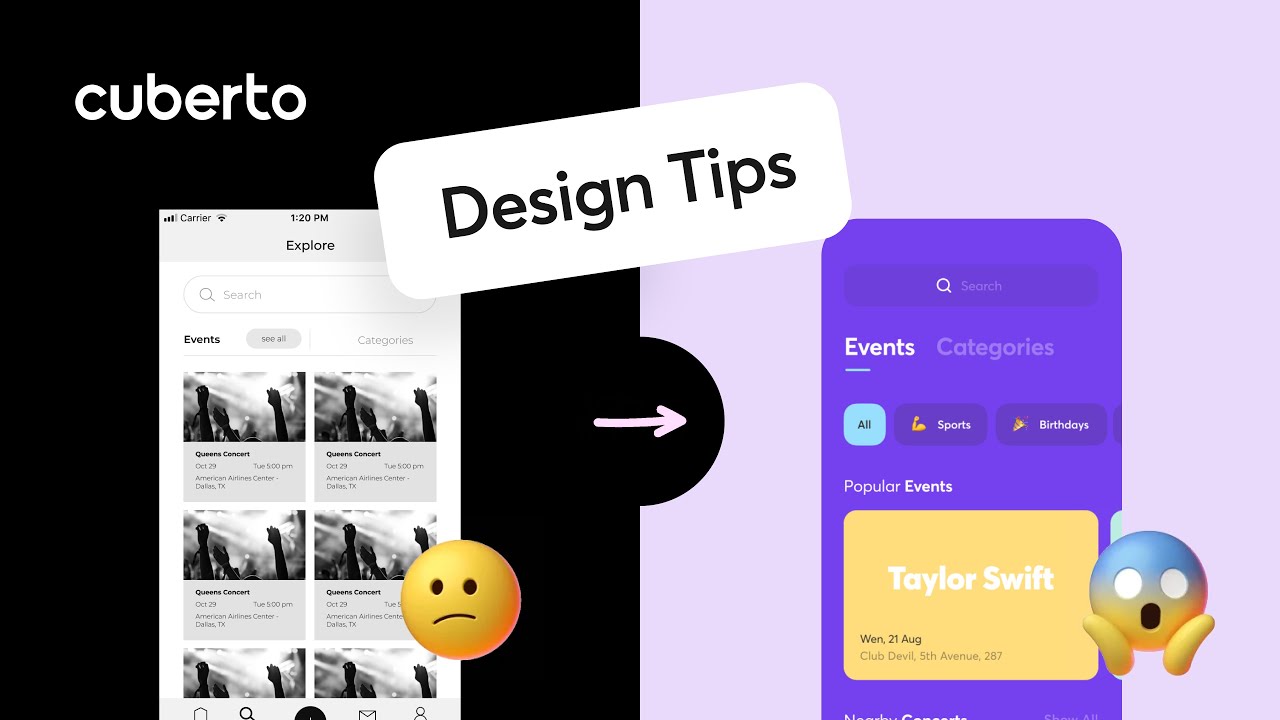 cuberto
Design Tips
Carrier
1:20 PM
Explore
Search
Events
see all
Categories
Queens Concert
Oct 29
Tue 5:00 pm
American Airlines Center -
Dallas, TX
Queens Concert
Oct 29
Tue 5:00 pm
American Airlines Center -
Dallas, TX
Queens Concert
Oct 29
Tue 5:00 pm
American Airlines Center -
Dallas, TX
Queens Concert
Oct 29
Tue 5:00 pm
American Airlines Center -
Dallas, TX
Search
Events
Categories
All
Sports
Birthdays
Popular Events
Taylor Swift
Wen, 21 Aug
Club Devil, 5th Avenue, 287
Nearby Concerts
Show All